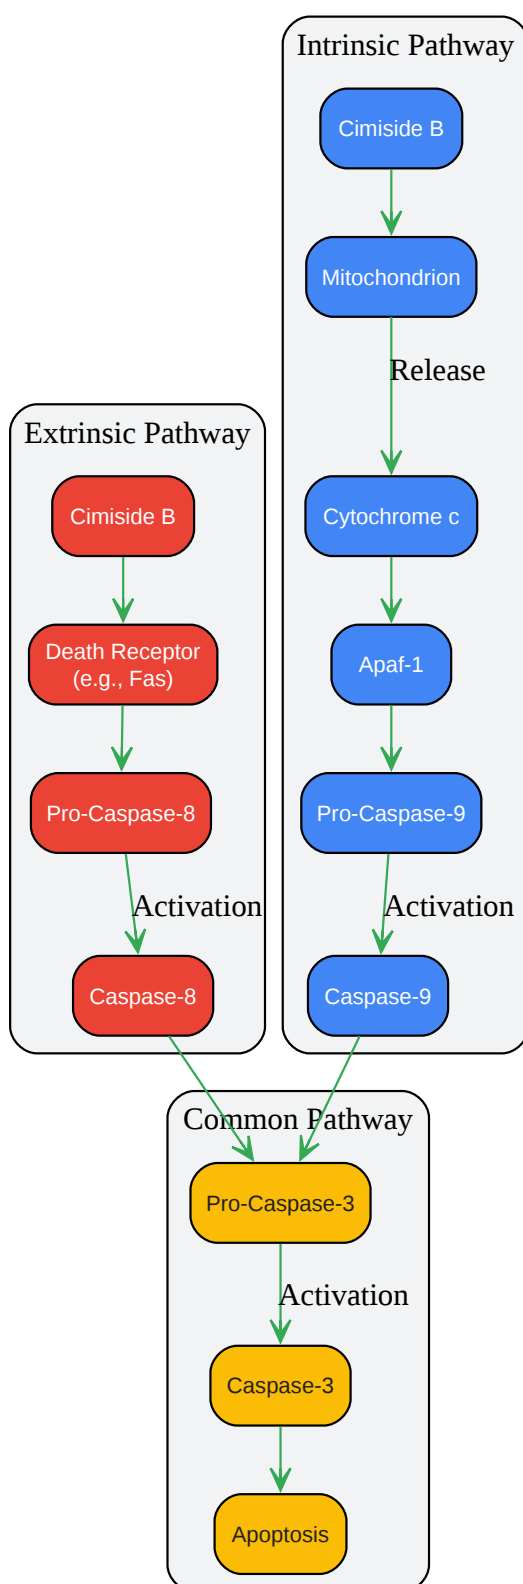 Intrinsic Pathway
Cimiside B
Mitochondrion
Release
Cytochrome c
Apaf-1
Pro-Caspase-9
Activation
Caspase-9
Extrinsic Pathway
Cimiside B
Death Receptor
(e.g., Fas)
Pro-Caspase-8
Activation
Caspase-8
Common Pathway
Pro-Caspase-3
Activation
Caspase-3
Apoptosis